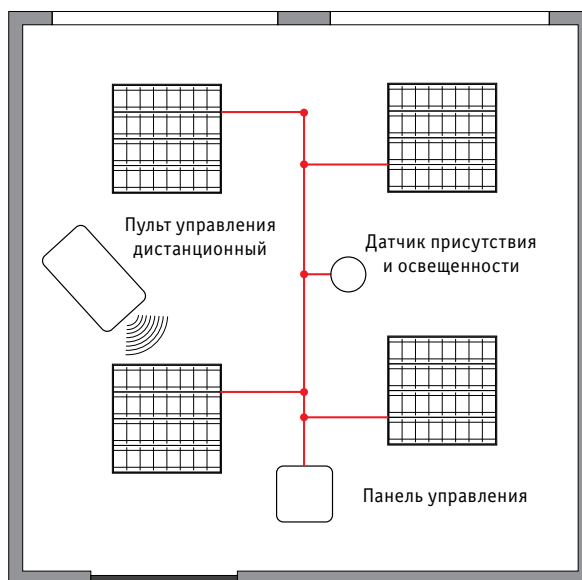 Пульт управления
дистанционный
Датчик присутствия
и освещенности
Панель управления